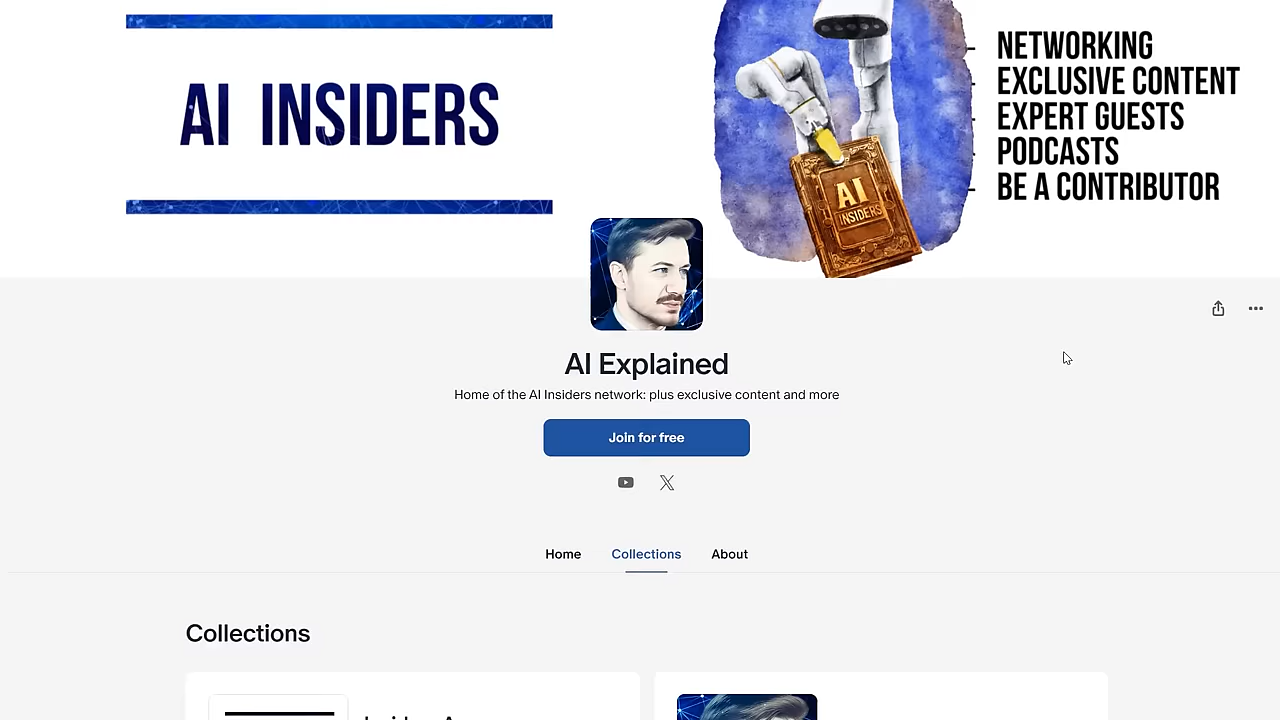 AI INSIDERS
NETWORKING
EXCLUSIVE CONTENT
EXPERT GUESTS
PODCASTS
BE A CONTRIBUTOR
AI
INSIDERS
AI Explained
Home of the AI Insiders network: plus exclusive content and more
Join for free
Home Collections About
Collections